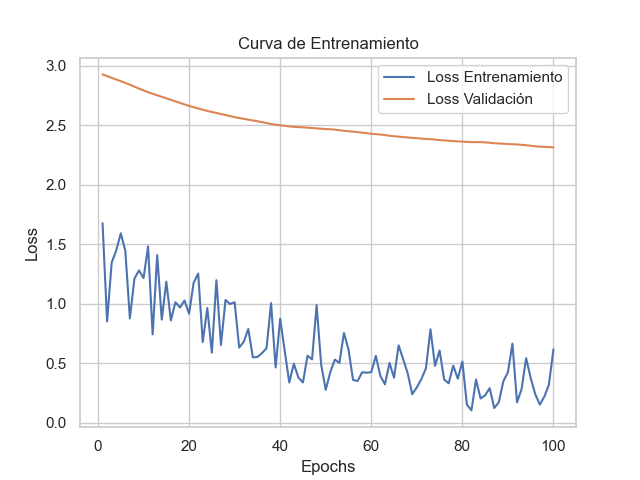 Curva de Entrenamiento
Loss Entrenamiento
Loss Validación
3.0
2.5
2.0
1.5
1.0
0.5
0.0
Loss
0 20 40 60 80 100
Epochs